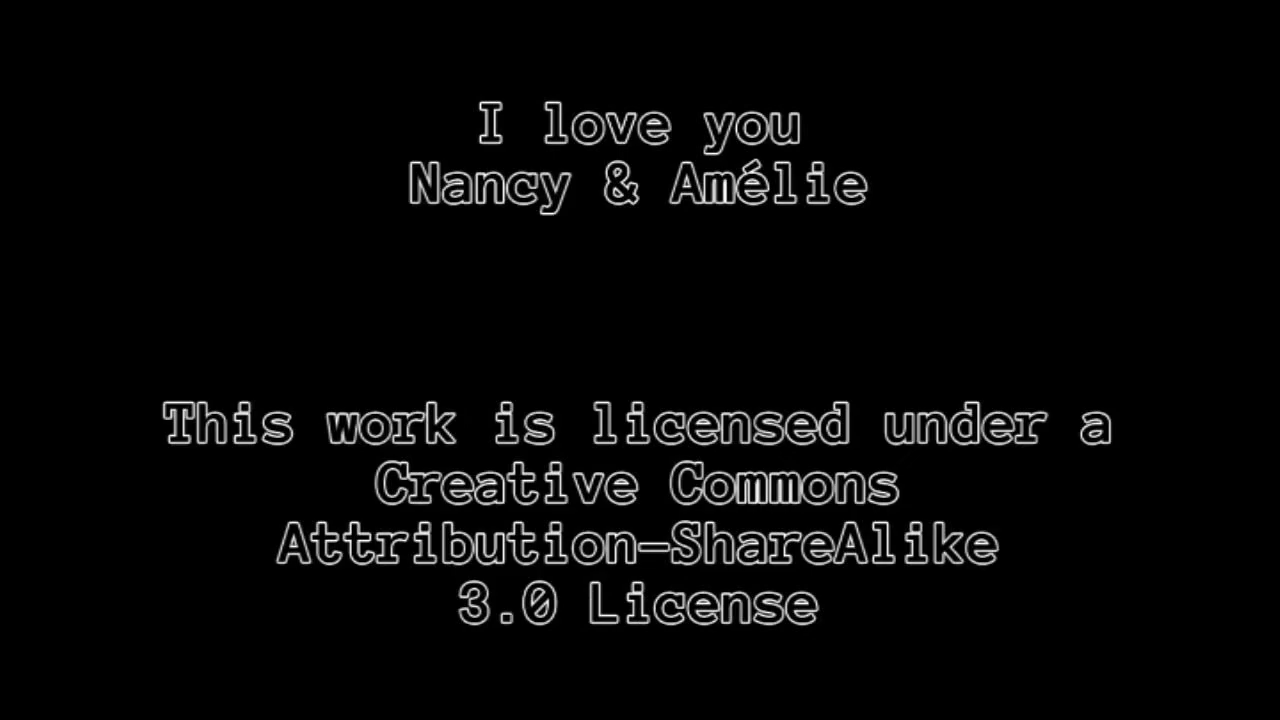 I love you
Nancy & Amélie
This work is licensed under a
Creative Commons
Attribution-ShareAlike
3.0 License